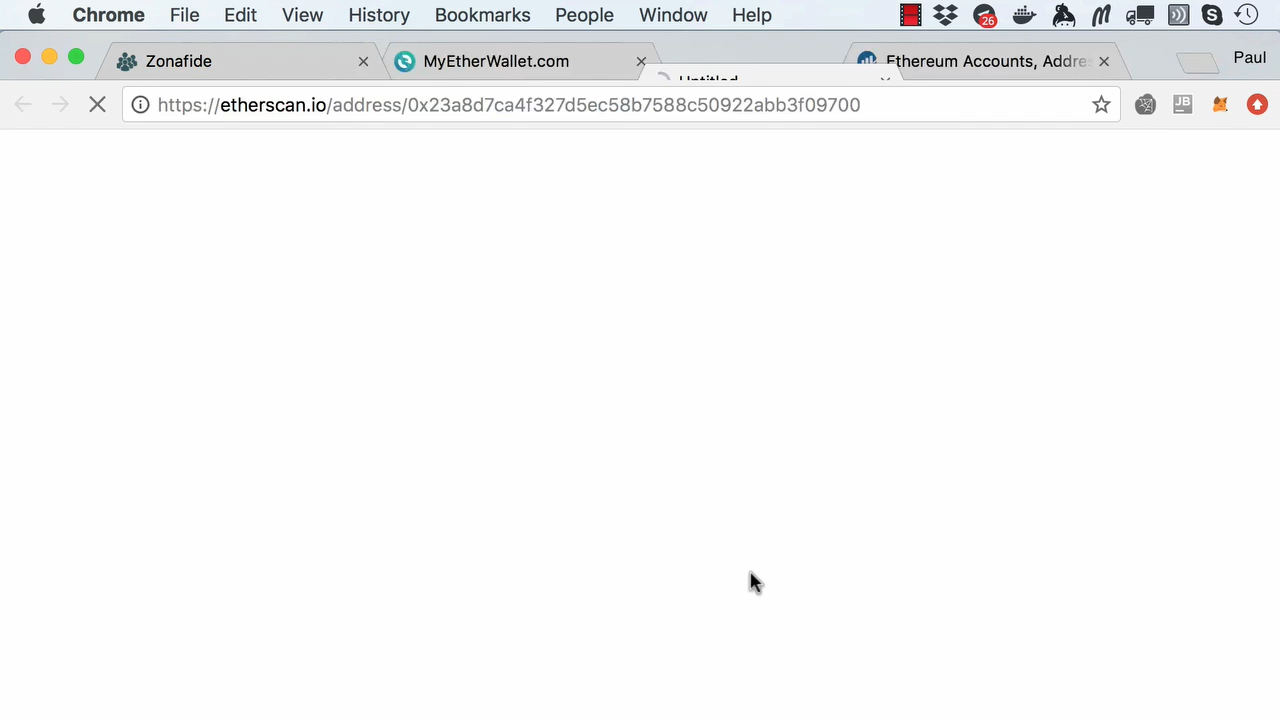 Chrome File Edit View History Bookmarks People Window Help
26
Zonafide
MyEtherWallet.com
Untitled
Ethereum Accounts, Addre
Paul
https://etherscan.io/address/0x23a8d7ca4f327d5ec58b7588c50922abb3f09700
JB